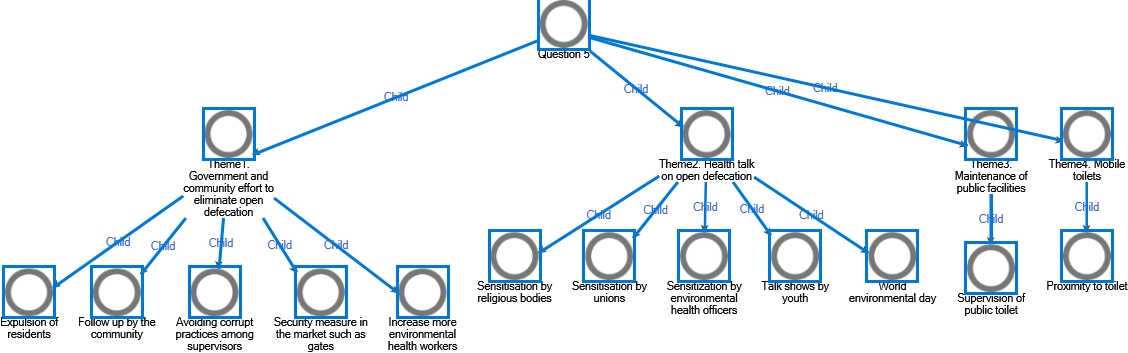 Question 5
Child
Child
Child
Child
Theme1.
Government and
community effort to
eliminate open
defecation
Theme2. Health talk
on open defecation
Theme3.
Maintenance of
public facilities
Theme4. Mobile
toilets
Child
Child
Child
Child
Child
Child
Child
Child
Child
Child
Child
Child
Expulsion of
residents
Follow up by the
community
Avoiding corrupt
practices among
supervisors
Security measure in
the market such as
gates
Increase more
environmental
health workers
Sensitisation by
religious bodies
Sensitisation by
unions
Sensitization by
environmental
health officers
Talk shows by
youth
World
environmental day
Supervision of
public toilet
Proximity to toilet